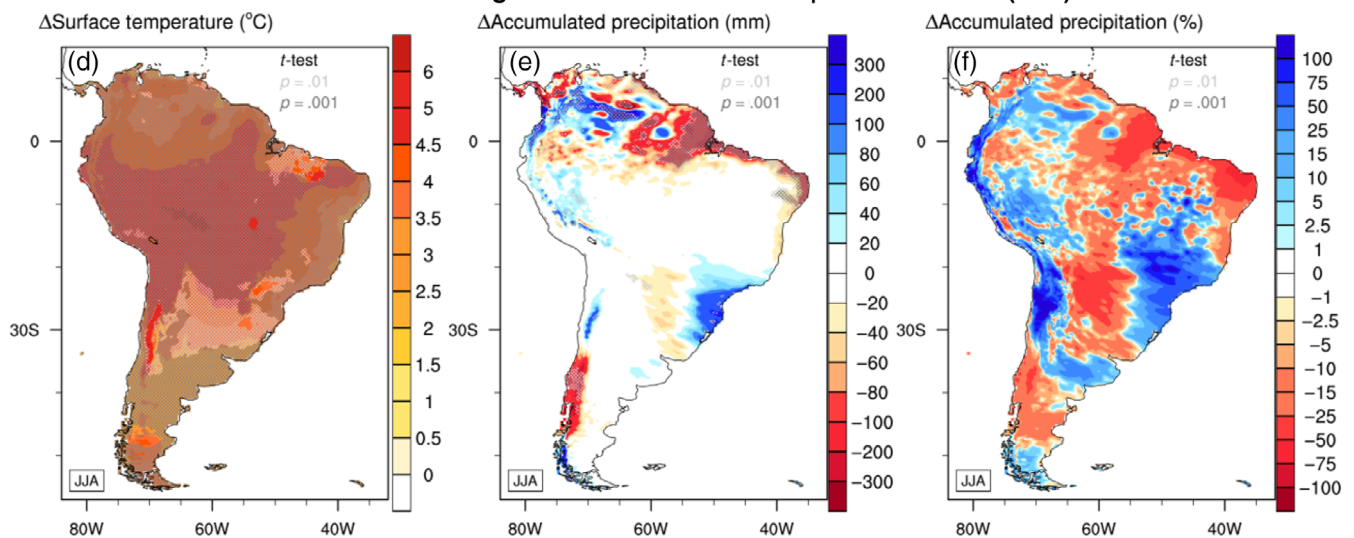 ΔSurface temperature (°C)
(d)
t-test
p = .01
p = .001
0
30S
JJA
80W 60W 40W
6
5
4.5
4
3.5
3
2.5
2
1.5
1
0.5
0
ΔAccumulated precipitation (mm)
(e)
t-test
p = .01
p = .001
0
30S
JJA
80W 60W 40W
300
200
100
80
60
40
20
0
−20
−40
−60
−80
−100
−200
−300
ΔAccumulated precipitation (%)
(f)
t-test
p = .01
p = .001
0
30S
JJA
80W 60W 40W
100
75
50
25
15
10
5
2.5
1
0
−1
−2.5
−5
−10
−15
−25
−50
−75
−100